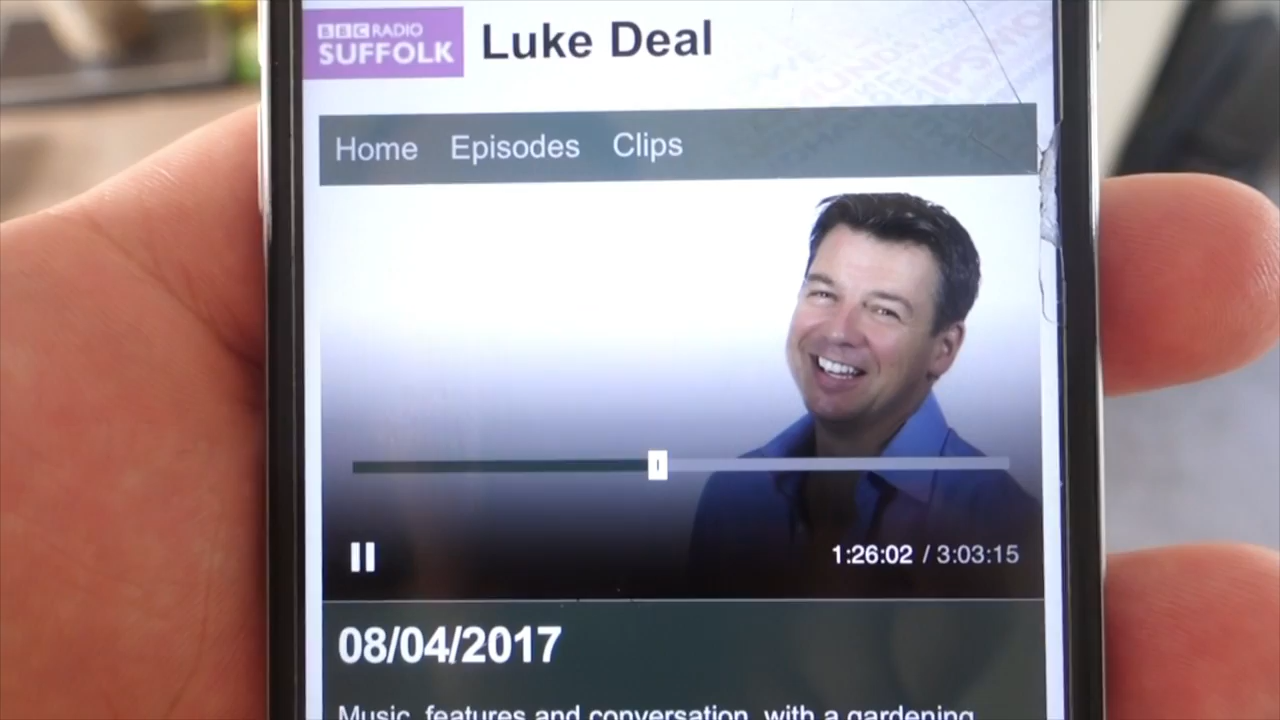 BBC RADIO
SUFFOLK
Luke Deal
Home Episodes Clips
1:26:02 / 3:03:15
08/04/2017
Music, features and conversation, with a gardening